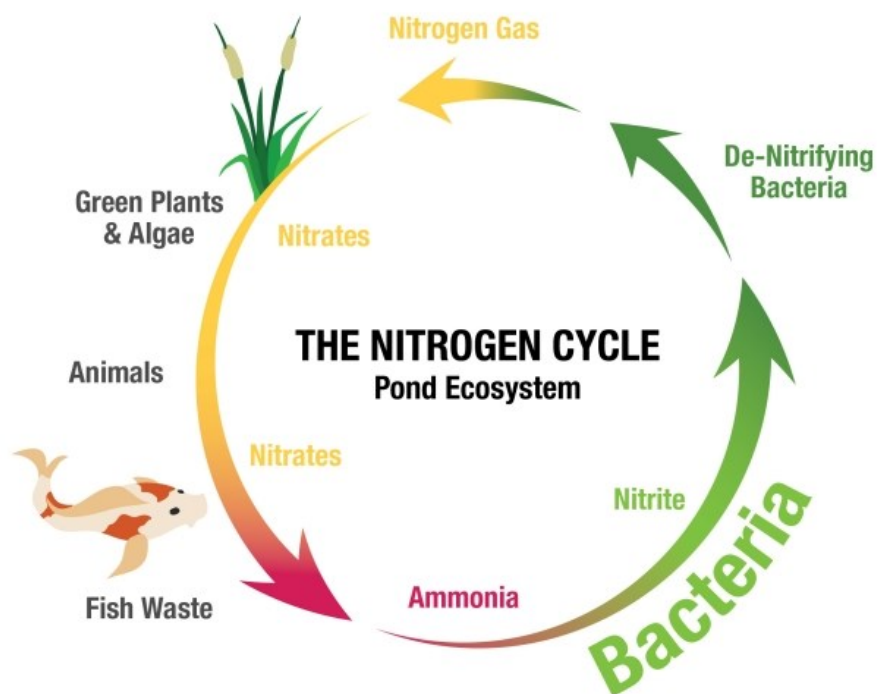 Nitrogen Gas
De-Nitrifying
Bacteria
Green Plants
& Algae
Nitrates
THE NITROGEN CYCLE
Pond Ecosystem
Animals
Nitrates
Nitrite
Bacteria
Fish Waste
Ammonia